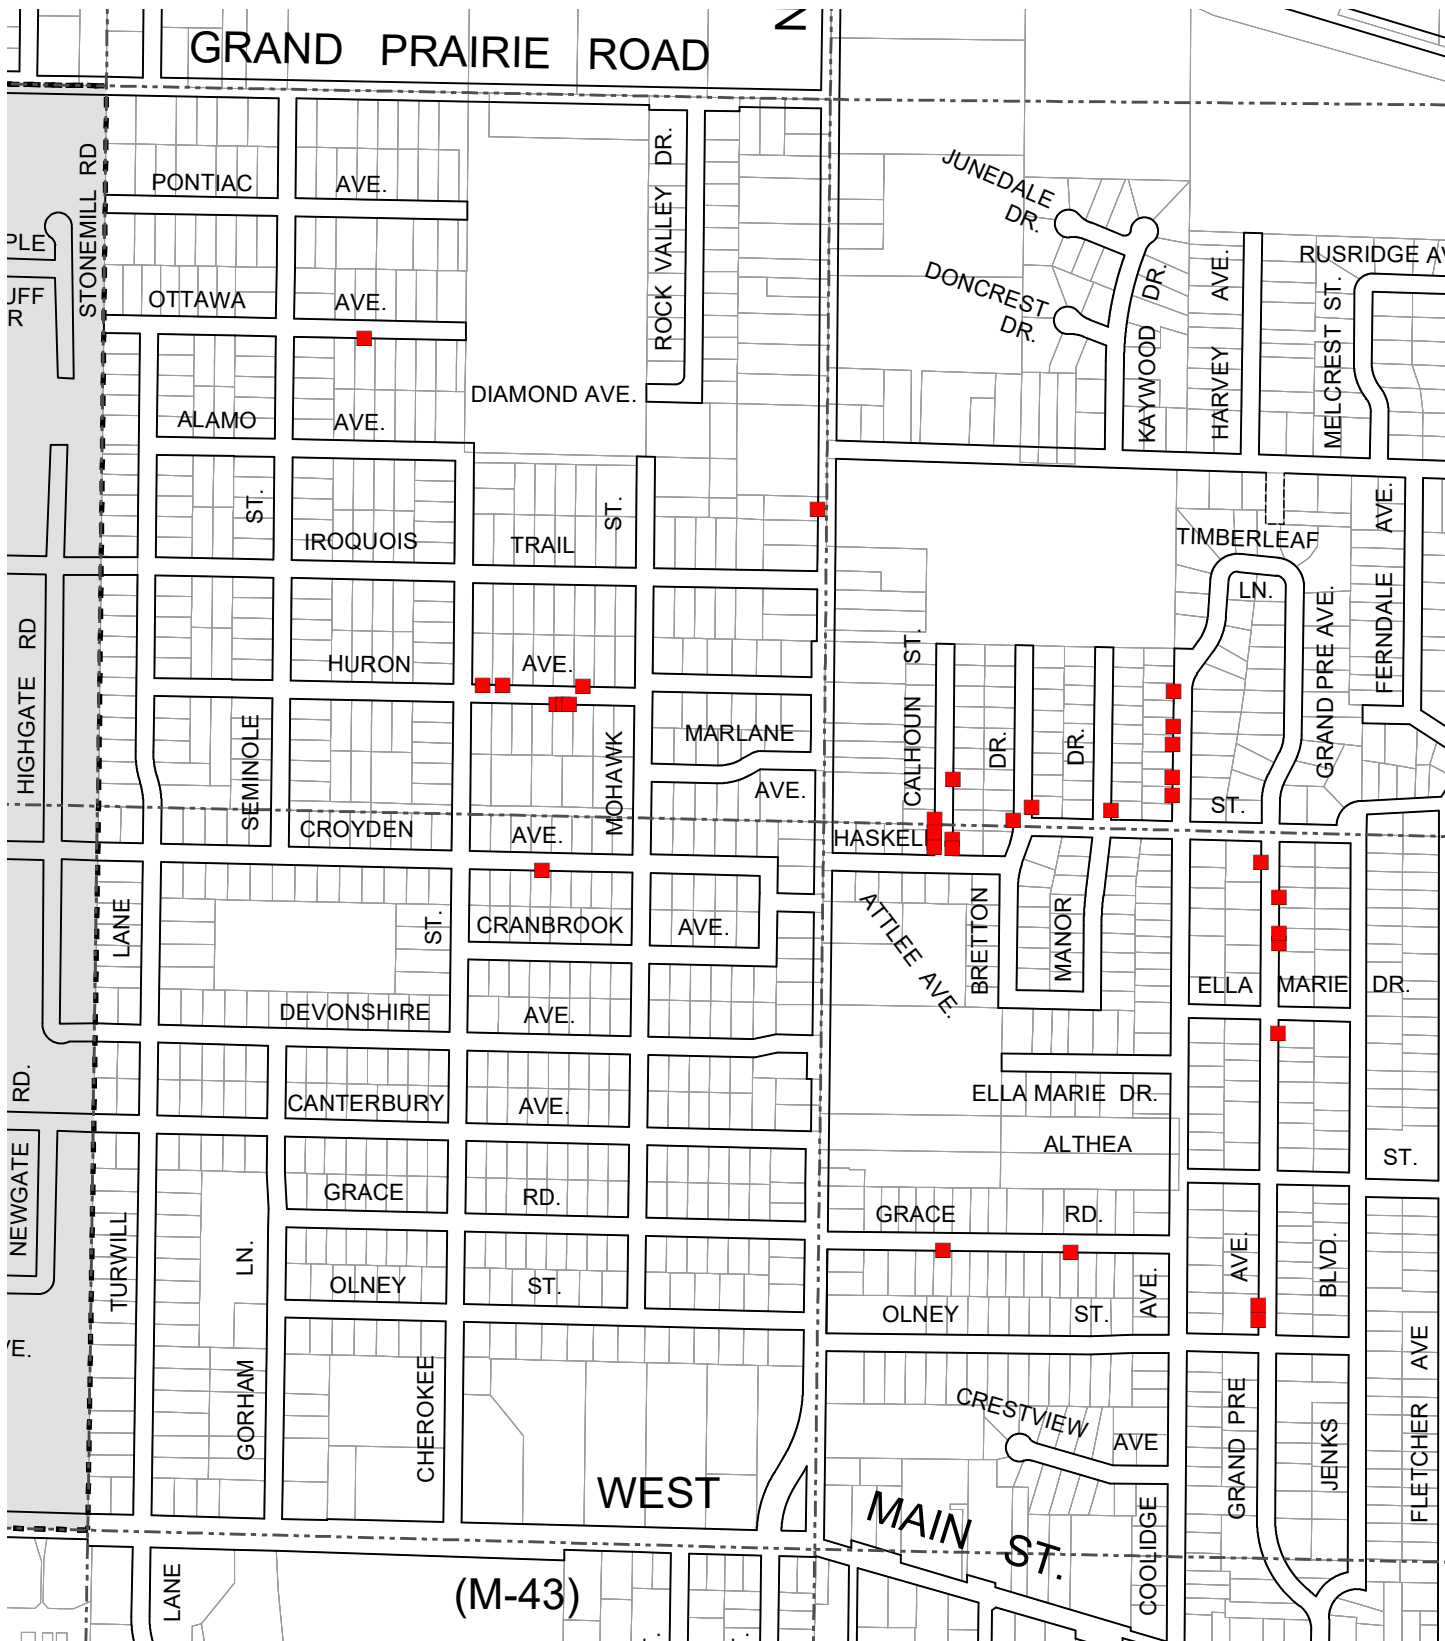 GRAND PRAIRIE ROAD
N
STONEMILL RD
PONTIAC AVE.
ROCK VALLEY DR.
JUNEDALE
DR.
PLE
UFF
R
OTTAWA AVE.
DONCREST
DR.
KAYWOOD DR.
HARVEY AVE.
MELCREST ST.
RUSRIDGE AV
DIAMOND AVE.
ALAMO AVE.
ST.
IROQUOIS TRAIL
ST.
TIMBERLEAF
LN.
AVE.
FERNDALE
GRAND PRE AVE.
HIGHGATE RD
HURON AVE.
CALHOUN ST.
SEMINOLE
MOHAWK
MARLANE
AVE.
DR.
DR.
ST.
CROYDEN AVE.
HASKELL
LANE
ST.
CRANBROOK AVE.
ATTLEE AVE.
BRETTON
MANOR
ELLA MARIE DR.
DEVONSHIRE AVE.
RD.
CANTERBURY AVE.
ELLA MARIE DR.
ALTHEA
ST.
NEWGATE
TURWILL
GRACE RD.
GRACE RD.
LN.
OLNEY ST.
OLNEY ST.
AVE.
AVE.
BLVD.
VE.
GORHAM
CHEROKEE
CRESTVIEW
AVE
GRAND PRE
JENKS
FLETCHER AVE
WEST
MAIN ST.
COOLIDGE
(M-43)
LANE